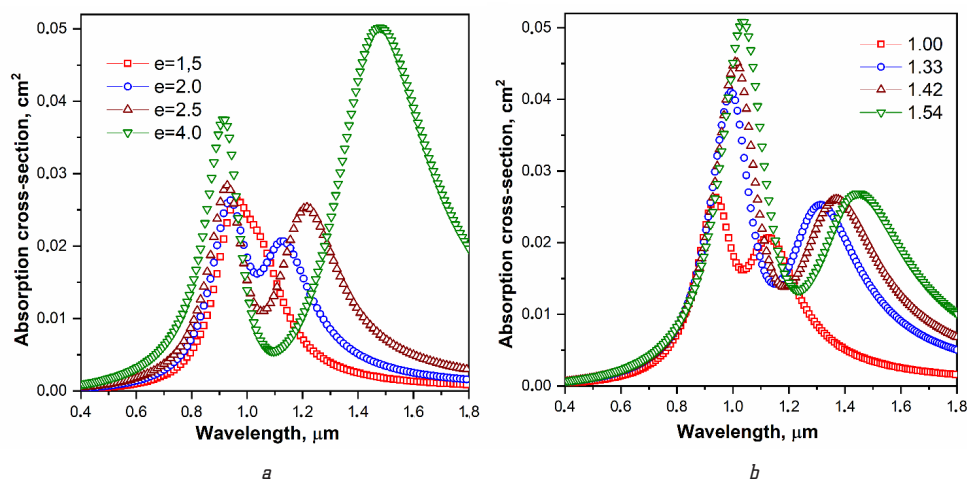 0.05
0.04
0.03
0.02
0.01
0.00
Absorption cross-section, cm²
e=1,5
e=2.0
e=2.5
e=4.0
0.4 0.6 0.8 1.0 1.2 1.4 1.6 1.8
Wavelength, μm
a
0,05
0.04
0.03
0.02
0.01
0.00
Absorption cross-section, cm²
1.00
1.33
1.42
1.54
0.4 0.6 0.8 1.0 1.2 1.4 1.6 1.8
Wavelength, μm
b